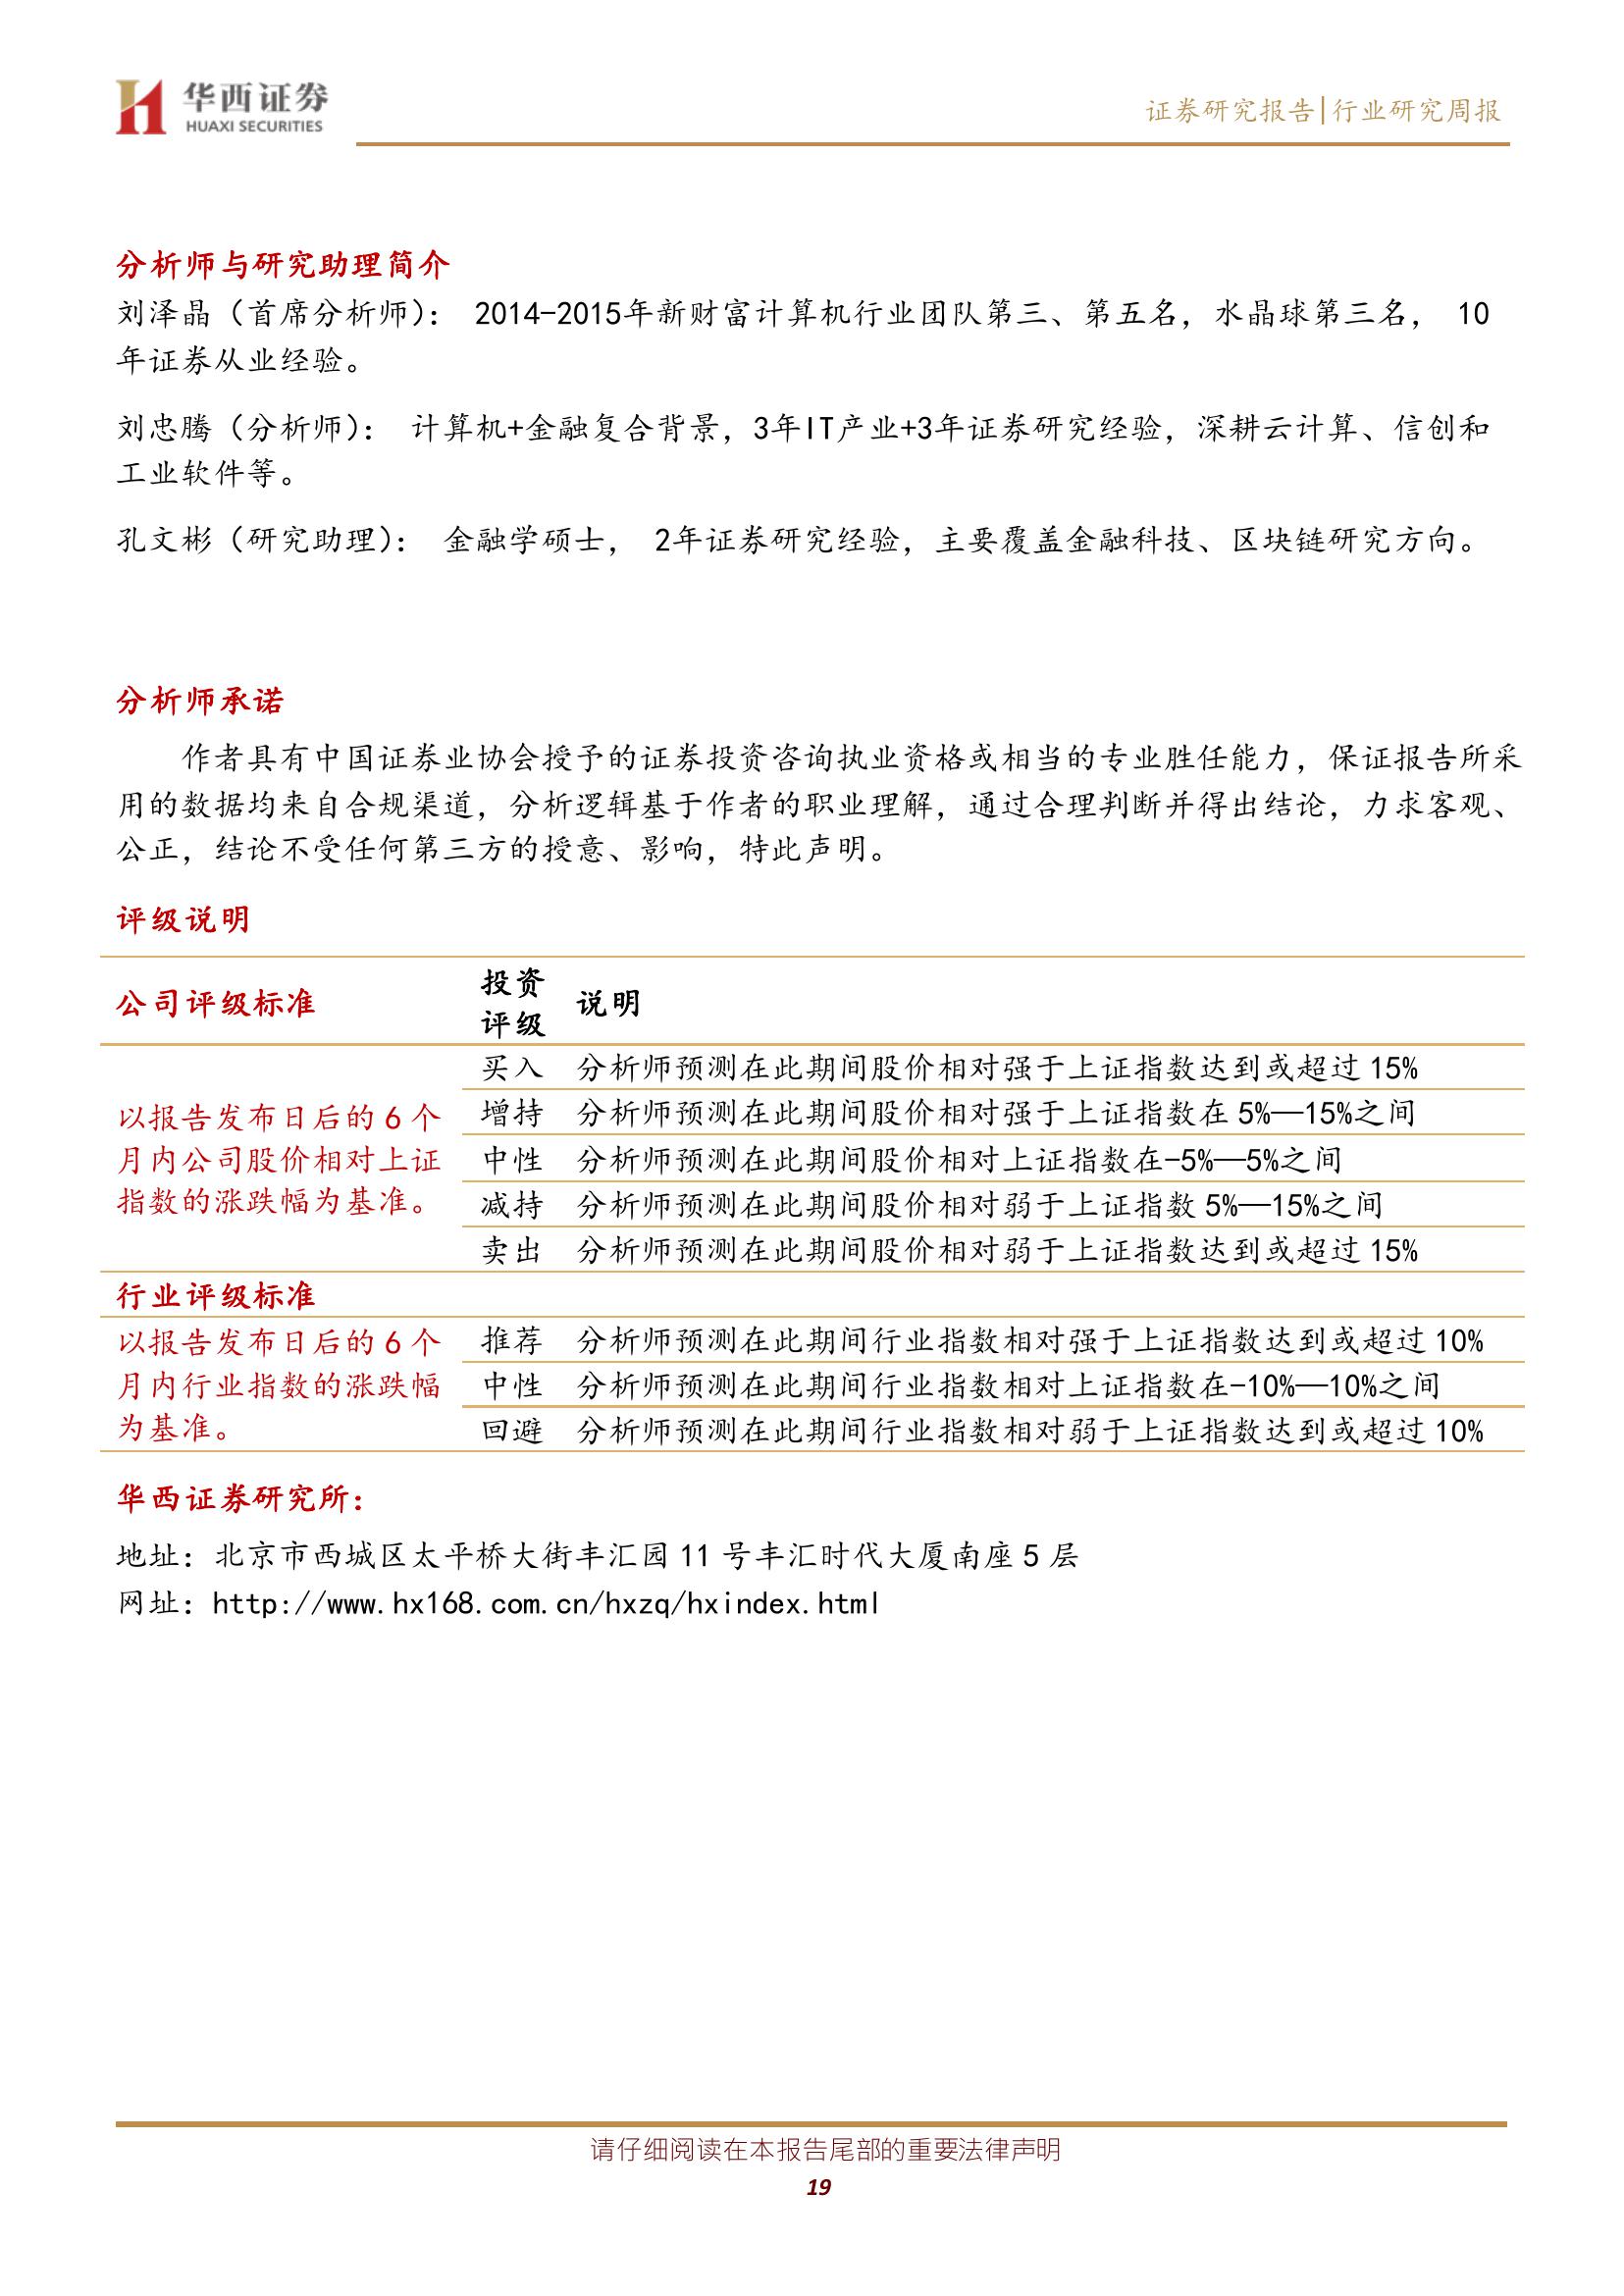 华西证券
HUAXI SECURITIES
证券研究报告|行业研究周报
分析师与研究助理简介
刘泽晶（首席分析师）： 2014-2015年新财富计算机行业团队第三、第五名，水晶球第三名， 10
年证券从业经验。
刘忠腾（分析师）： 计算机+金融复合背景，3年IT产业+3年证券研究经验，深耕云计算、信创和
工业软件等。
孔文彬（研究助理）： 金融学硕士， 2年证券研究经验，主要覆盖金融科技、区块链研究方向。
分析师承诺
作者具有中国证券业协会授予的证券投资咨询执业资格或相当的专业胜任能力，保证报告所采
用的数据均来自合规渠道，分析逻辑基于作者的职业理解，通过合理判断并得出结论，力求客观、
公正，结论不受任何第三方的授意、影响，特此声明。
评级说明
公司评级标准
投资
评级
说明
以报告发布日后的 6 个
月内公司股价相对上证
指数的涨跌幅为基准。
买入 分析师预测在此期间股价相对强于上证指数达到或超过 15%
增持 分析师预测在此期间股价相对强于上证指数在 5%—15%之间
中性 分析师预测在此期间股价相对上证指数在-5%—5%之间
减持 分析师预测在此期间股价相对弱于上证指数 5%—15%之间
卖出 分析师预测在此期间股价相对弱于上证指数达到或超过 15%
行业评级标准
以报告发布日后的 6 个
月内行业指数的涨跌幅
为基准。
推荐 分析师预测在此期间行业指数相对强于上证指数达到或超过 10%
中性 分析师预测在此期间行业指数相对上证指数在-10%—10%之间
回避 分析师预测在此期间行业指数相对弱于上证指数达到或超过 10%
华西证券研究所：
地址：北京市西城区太平桥大街丰汇园 11 号丰汇时代大厦南座 5 层
网址：http://www.hx168.com.cn/hxzq/hxindex.html
请仔细阅读在本报告尾部的重要法律声明
19